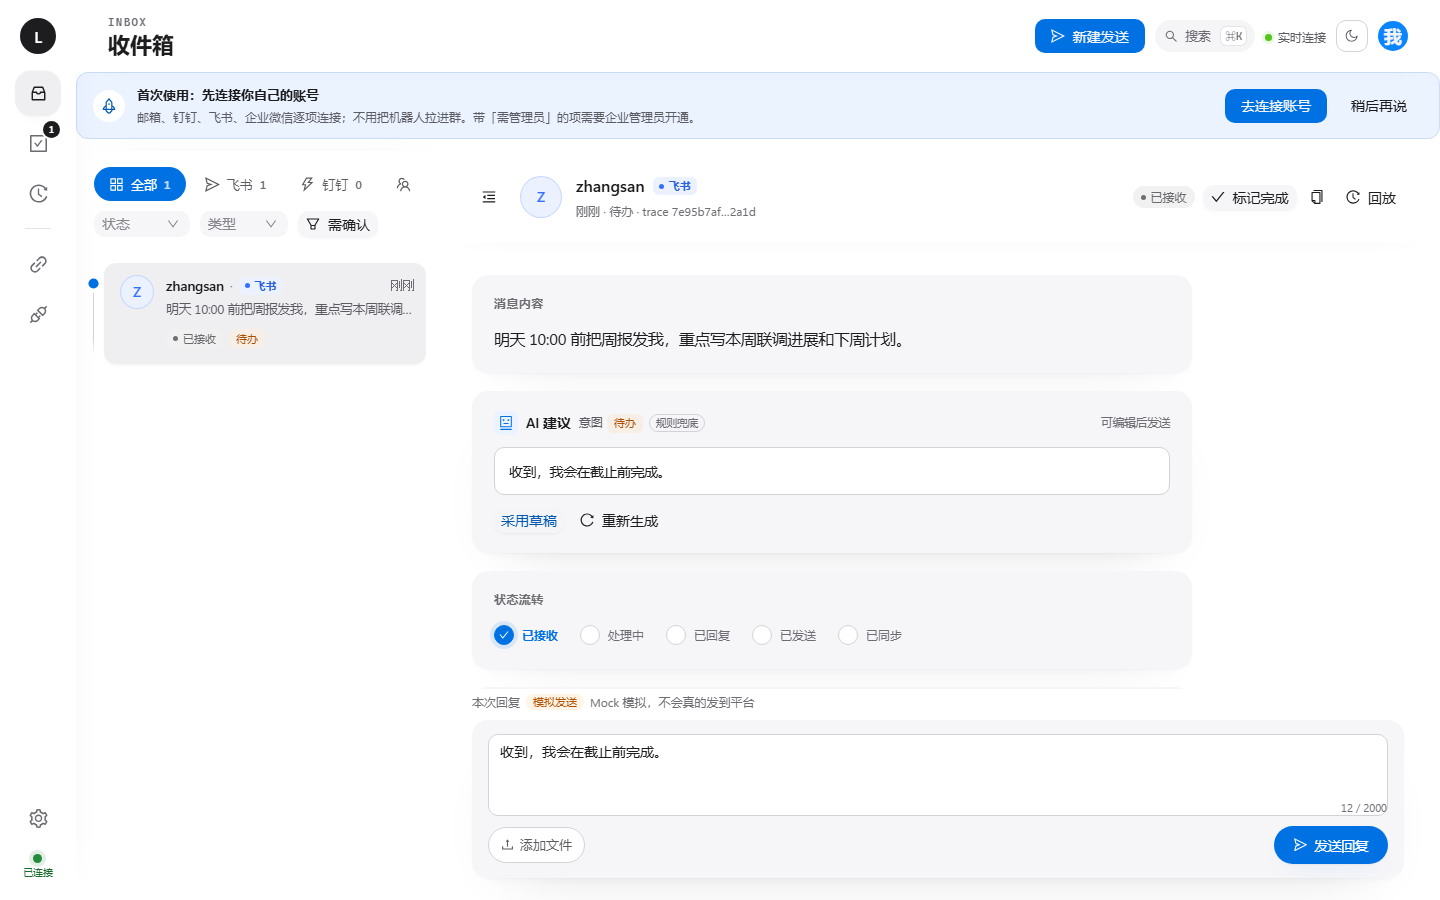 L
INBOX
收件箱
新建发送
搜索 ⌘K
实时连接
我
首次使用：先连接你自己的账号
邮箱、钉钉、飞书、企业微信逐项连接；不用把机器人拉进群。带「需管理员」的项需要企业管理员开通。
去连接账号
稍后再说
1
全部 1
飞书 1
钉钉 0
状态
类型
需确认
Z
zhangsan · 飞书 刚刚
明天 10:00 前把周报发我，重点写本周联调...
已接收 待办
Z
zhangsan 飞书
刚刚 · 待办 · trace 7e95b7af...2a1d
已接收
标记完成
回放
消息内容
明天 10:00 前把周报发我，重点写本周联调进展和下周计划。
AI 建议 意图 待办 规则兜底
可编辑后发送
收到，我会在截止前完成。
采用草稿
重新生成
状态流转
已接收 处理中 已回复 已发送 已同步
本次回复 模拟发送 Mock 模拟，不会真的发到平台
收到，我会在截止前完成。
12 / 2000
添加文件
发送回复
已连接